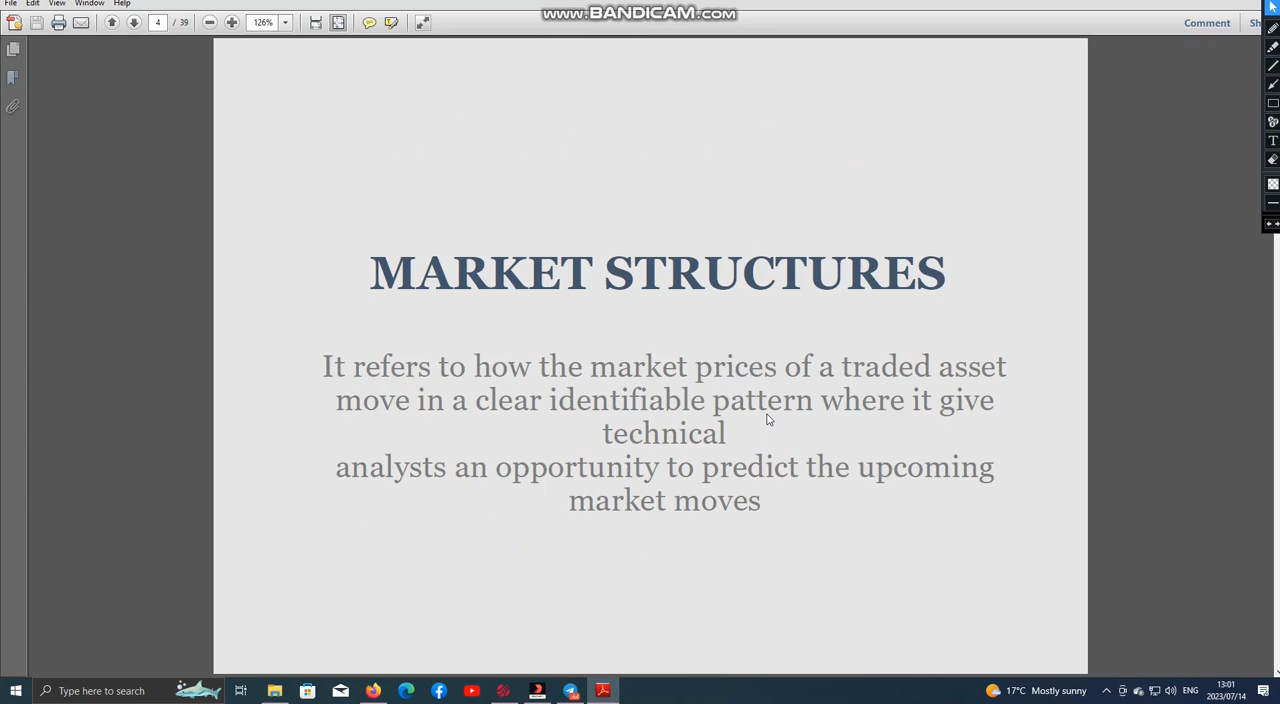 File Edit View Window Help
www.BANDICAM.com
4 / 39
126%
Comment
MARKET STRUCTURES
It refers to how the market prices of a traded asset
move in a clear identifiable pattern where it give
technical
analysts an opportunity to predict the upcoming
market moves
Type here to search
17°C Mostly sunny
ENG
13:01
2023/07/14